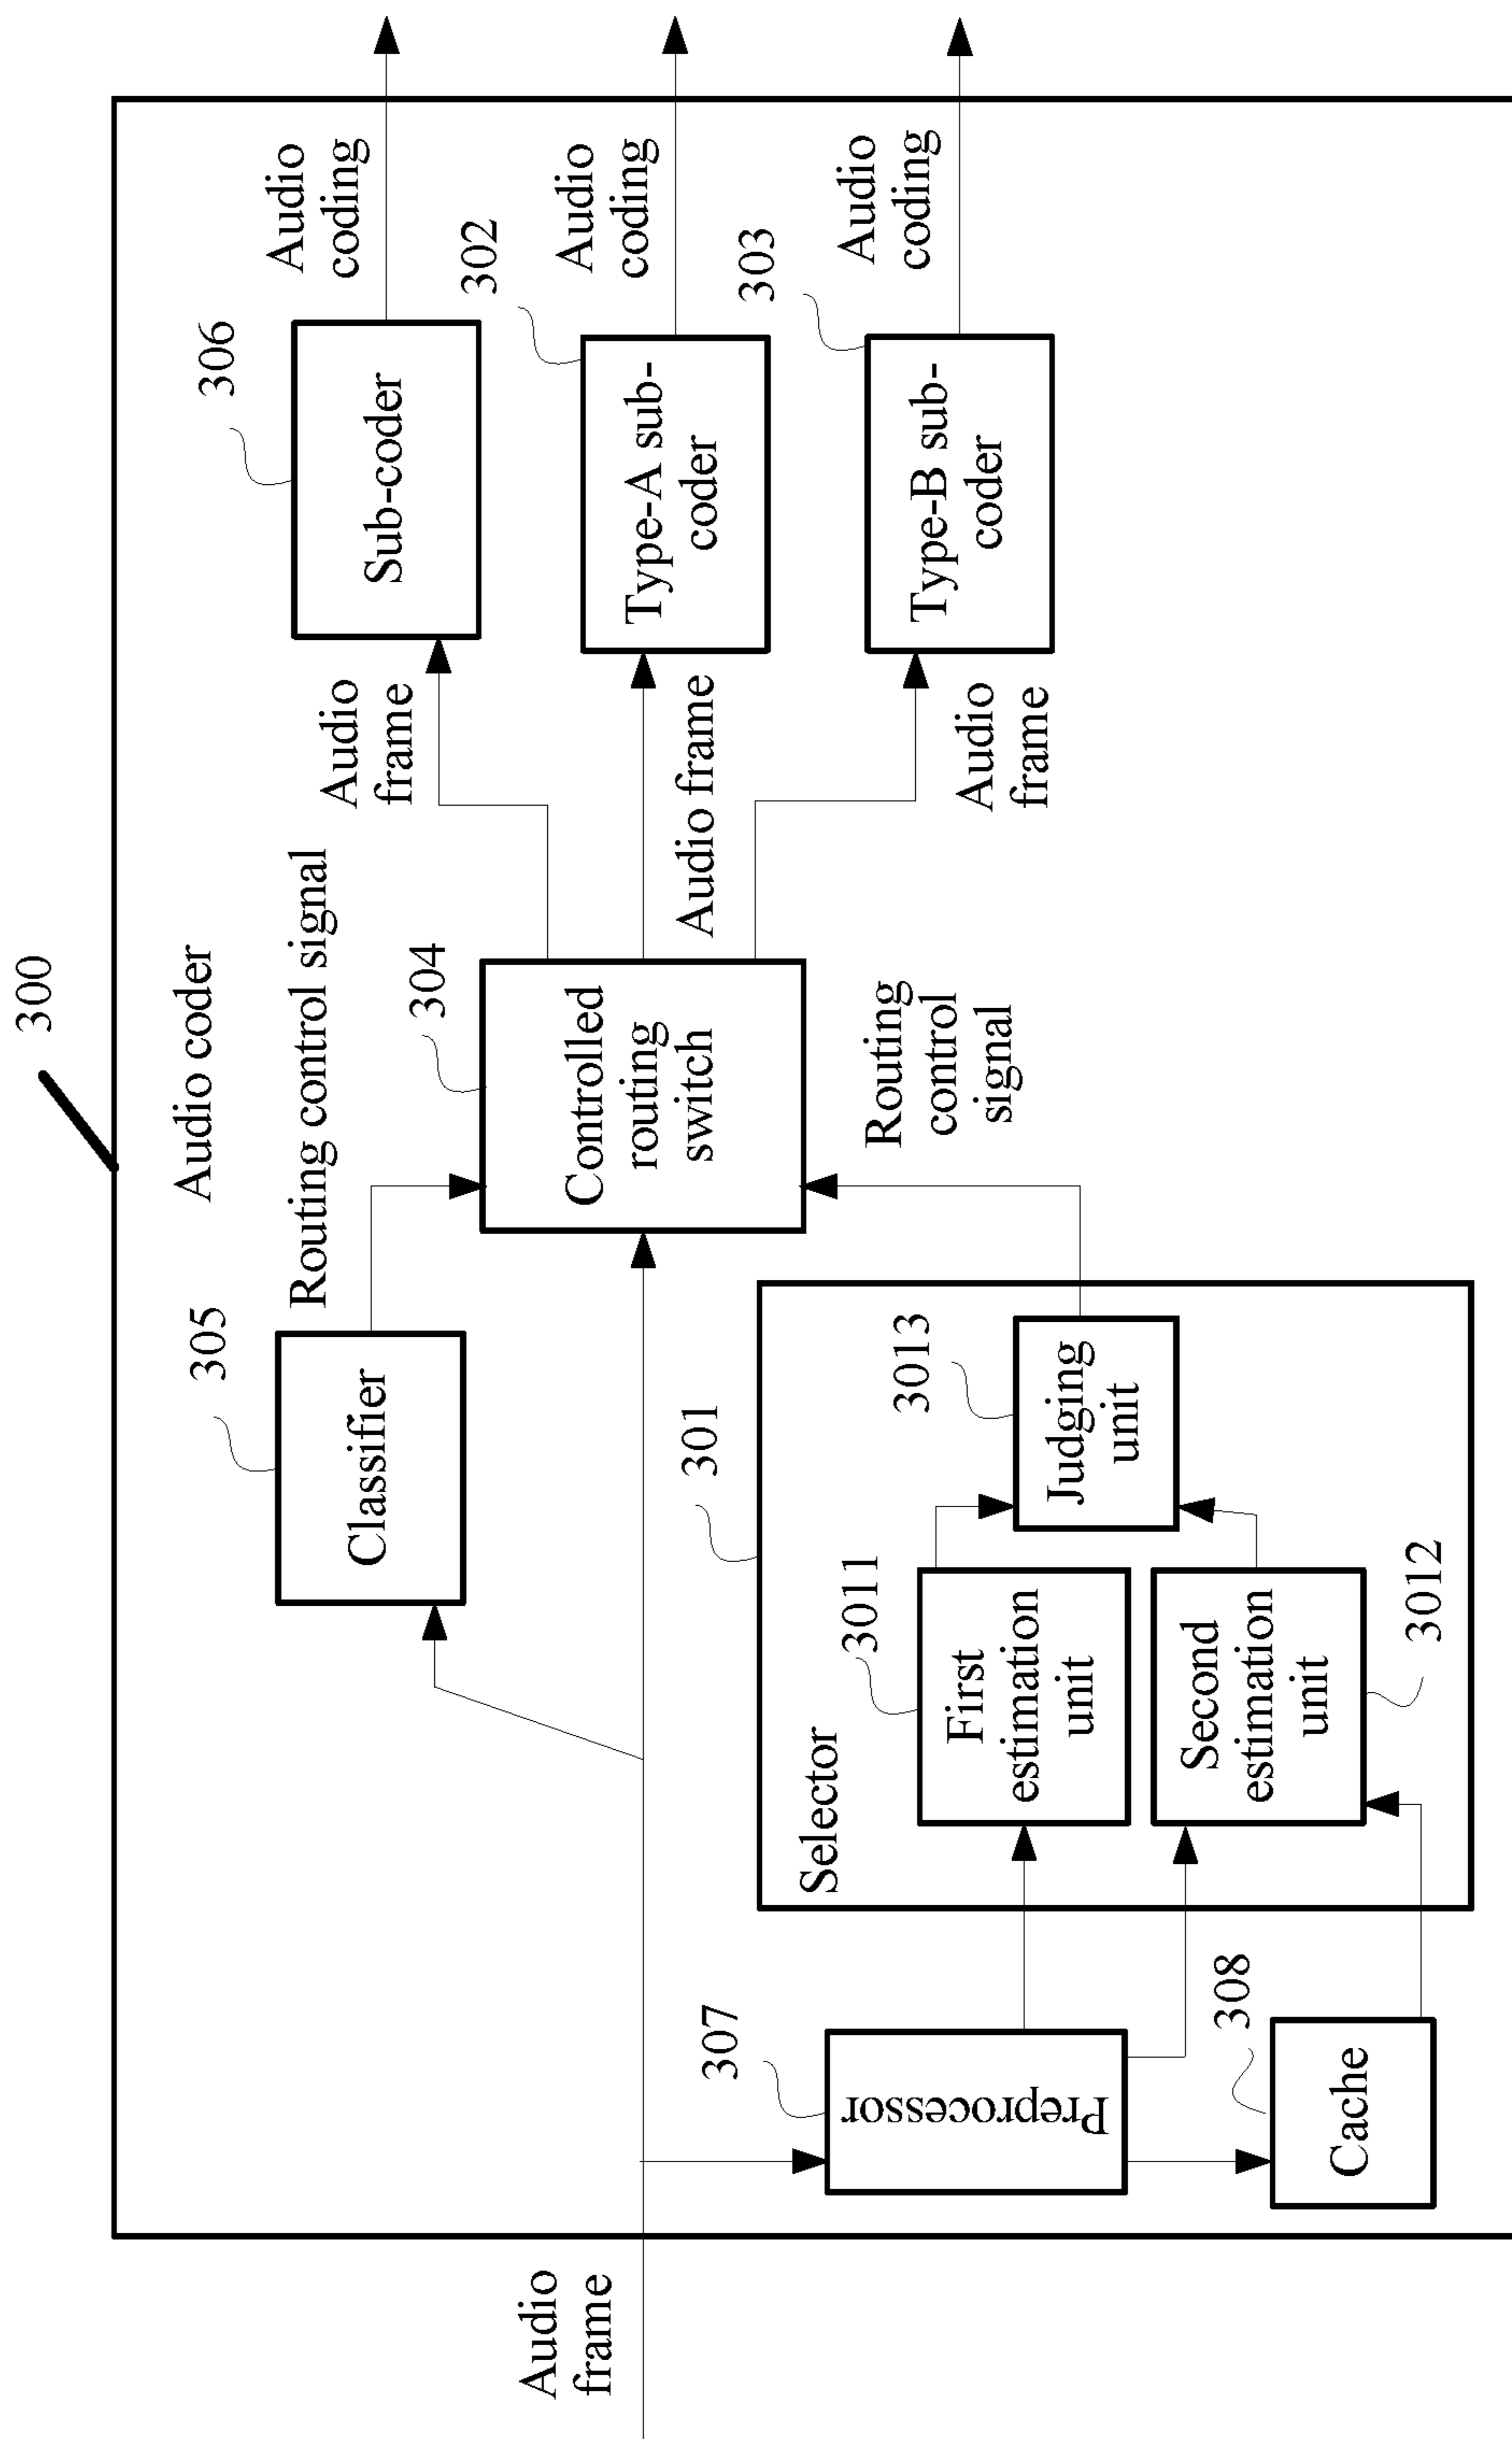 300
Audio coder
305
Classifier
Routing control signal
304
Controlled
routing
switch
Routing
control
signal
Audio
frame
Audio frame
Audio
frame
306
Sub-coder
302
Type-A sub-
coder
303
Type-B sub-
coder
Audio
coding
Audio
coding
Audio
coding
Audio
frame
307
Preprocessor
308
Cache
301
Selector
3011
First
estimation
unit
3012
Second
estimation
unit
3013
Judging
unit